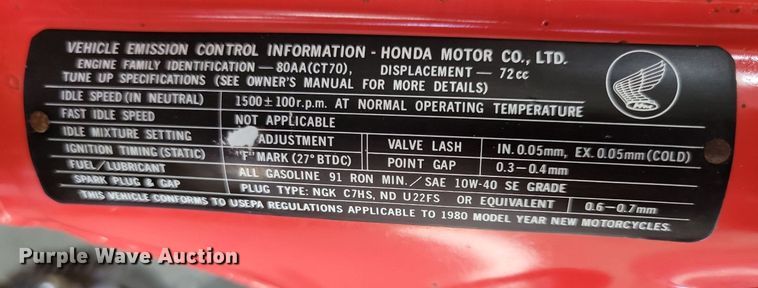 VEHICLE EMISSION CONTROL INFORMATION - HONDA MOTOR CO., LTD.
ENGINE FAMILY IDENTIFICATION — 80AA(CT70), DISPLACEMENT — 72cc
TUNE UP SPECIFICATIONS (SEE OWNER'S MANUAL FOR MORE DETAILS)
IDLE SPEED (IN NEUTRAL) 1500±100r.p.m. AT NORMAL OPERATING TEMPERATURE
FAST IDLE SPEED NOT APPLICABLE
IDLE MIXTURE SETTING ADJUSTMENT VALVE LASH IN. 0.05mm, EX. 0.05mm (COLD)
IGNITION TIMING (STATIC) "F" MARK (27° BTDC) POINT GAP 0.3-0.4mm
FUEL/LUBRICANT ALL GASOLINE 91 RON MIN./SAE 10W-40 SE GRADE
SPARK PLUG & GAP PLUG TYPE: NGK C7HS, ND U22FS OR EQUIVALENT 0.6-0.7mm
THIS VEHICLE CONFORMS TO USEPA REGULATIONS APPLICABLE TO 1980 MODEL YEAR NEW MOTORCYCLES.
Purple Wave Auction